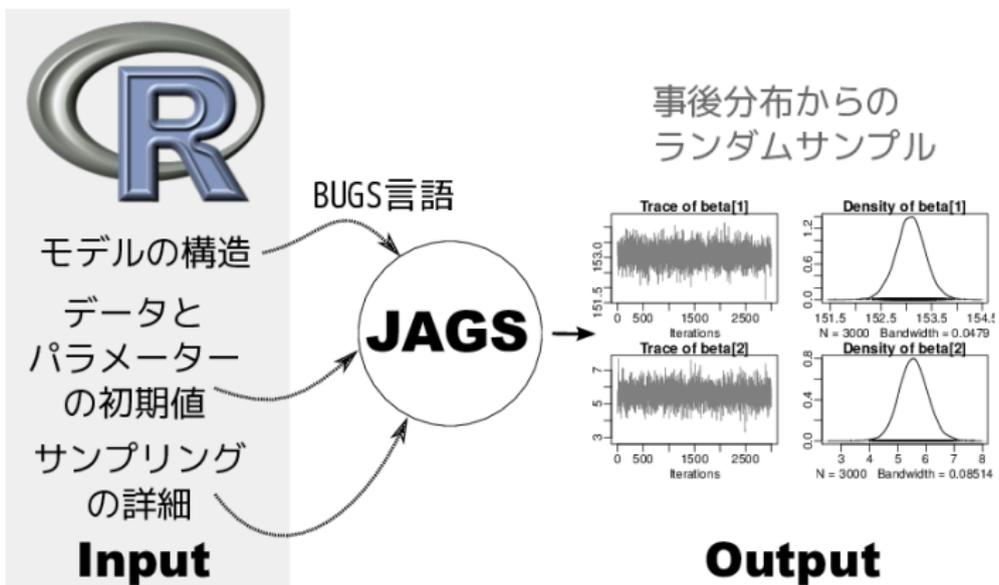 R
BUGS言語
モデルの構造
データと
パラメーター
の初期値
サンプリング
の詳細
Input
JAGS
事後分布からの
ランダムサンプル
Trace of beta[1]
151.5 153.0
0 500 1500 2500
Iterations
Density of beta[1]
0.0 0.6 1.2
151.5 152.5 153.5 154.5
N = 3000 Bandwidth = 0.0479
Trace of beta[2]
3 5 7
0 500 1500 2500
Iterations
Density of beta[2]
0.0 0.4 0.8
3 4 5 6 7 8
N = 3000 Bandwidth = 0.08514
Output